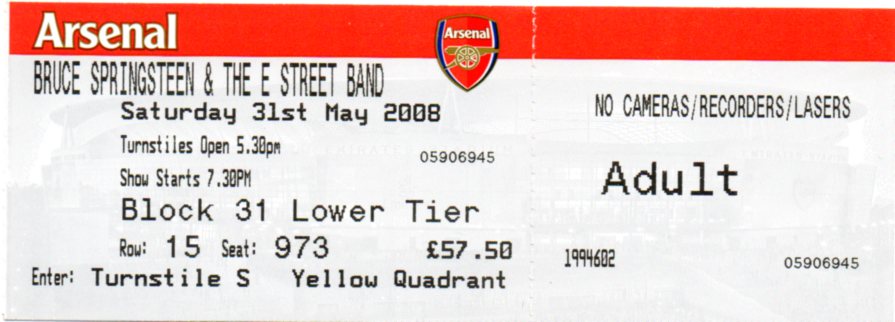 Arsenal
Arsenal
BRUCE SPRINGSTEEN & THE E STREET BAND
Saturday 31st May 2008
Turnstiles Open 5.30pm
05906945
Show Starts 7.30PM
Block 31 Lower Tier
Row: 15 Seat: 973 £57.50
Enter: Turnstile S Yellow Quadrant
NO CAMERAS/RECORDERS/LASERS
Adult
1994602 05906945